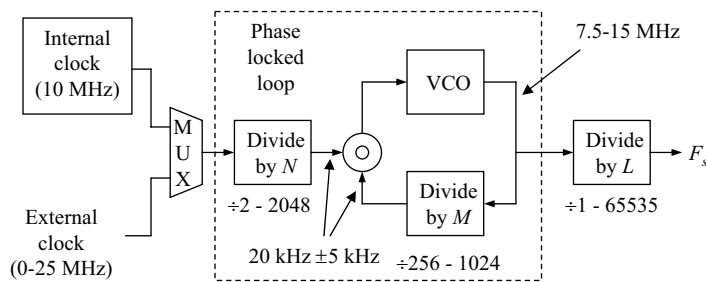 Internal
clock
(10 MHz)
Phase
locked
loop
7.5-15 MHz
VCO
M
U
X
Divide
by N
Divide
by L
F_s
Divide
by M
÷2 - 2048
÷1 - 65535
External
clock
(0-25 MHz)
20 kHz ±5 kHz
÷256 - 1024